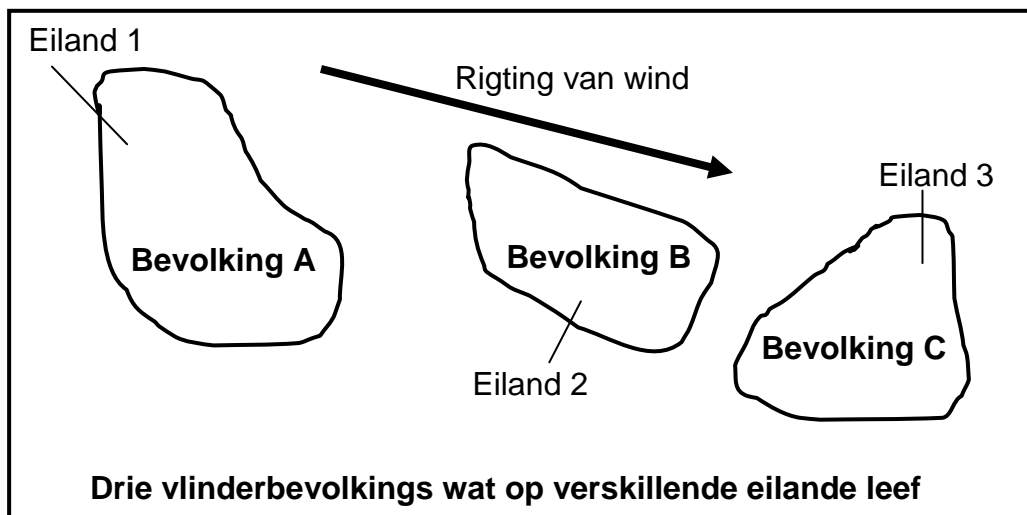 Eiland 1
Rigting van wind
Eiland 3
Bevolking A
Bevolking B
Bevolking C
Eiland 2
Drie vlinderbevolkings wat op verskillende eilande leef